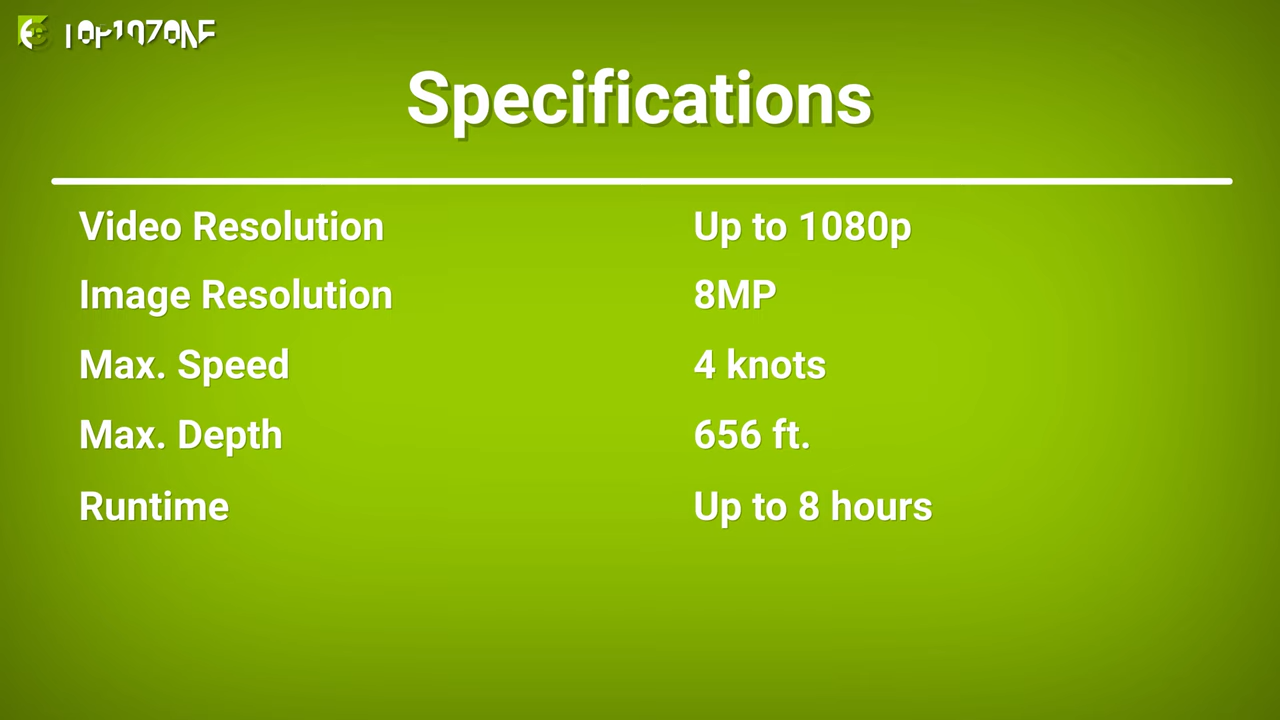 TOP10ZONE
Specifications
Video Resolution Up to 1080p
Image Resolution 8MP
Max. Speed 4 knots
Max. Depth 656 ft.
Runtime Up to 8 hours